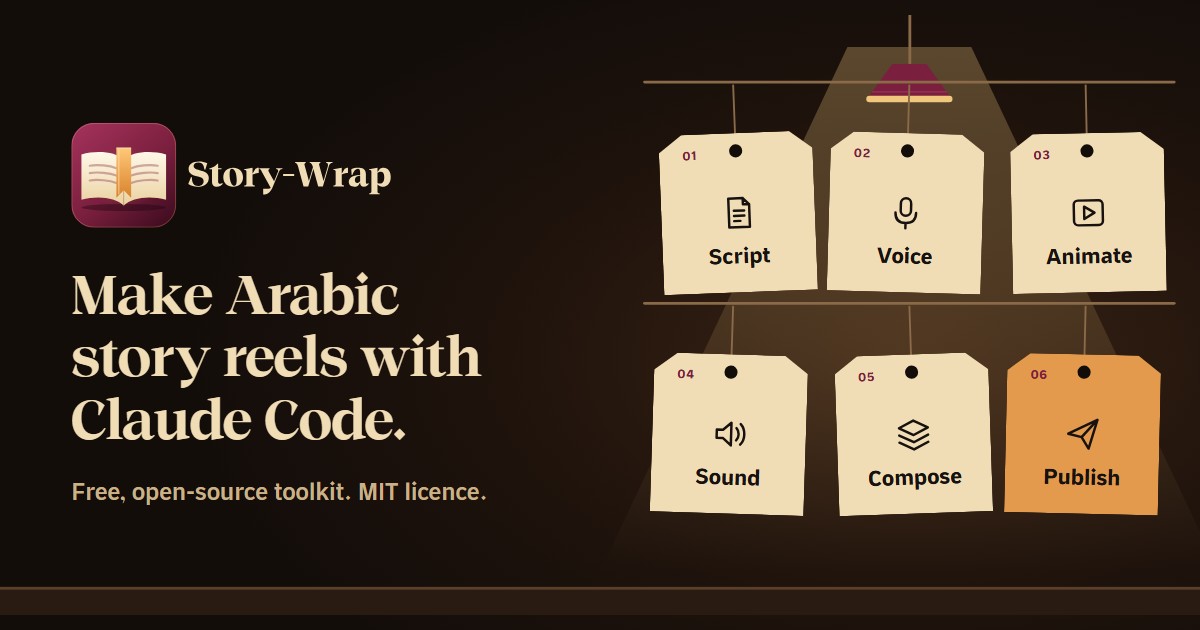 Story-Wrap
Make Arabic
story reels with
Claude Code.
Free, open-source toolkit. MIT licence.
01
Script
02
Voice
03
Animate
04
Sound
05
Compose
06
Publish